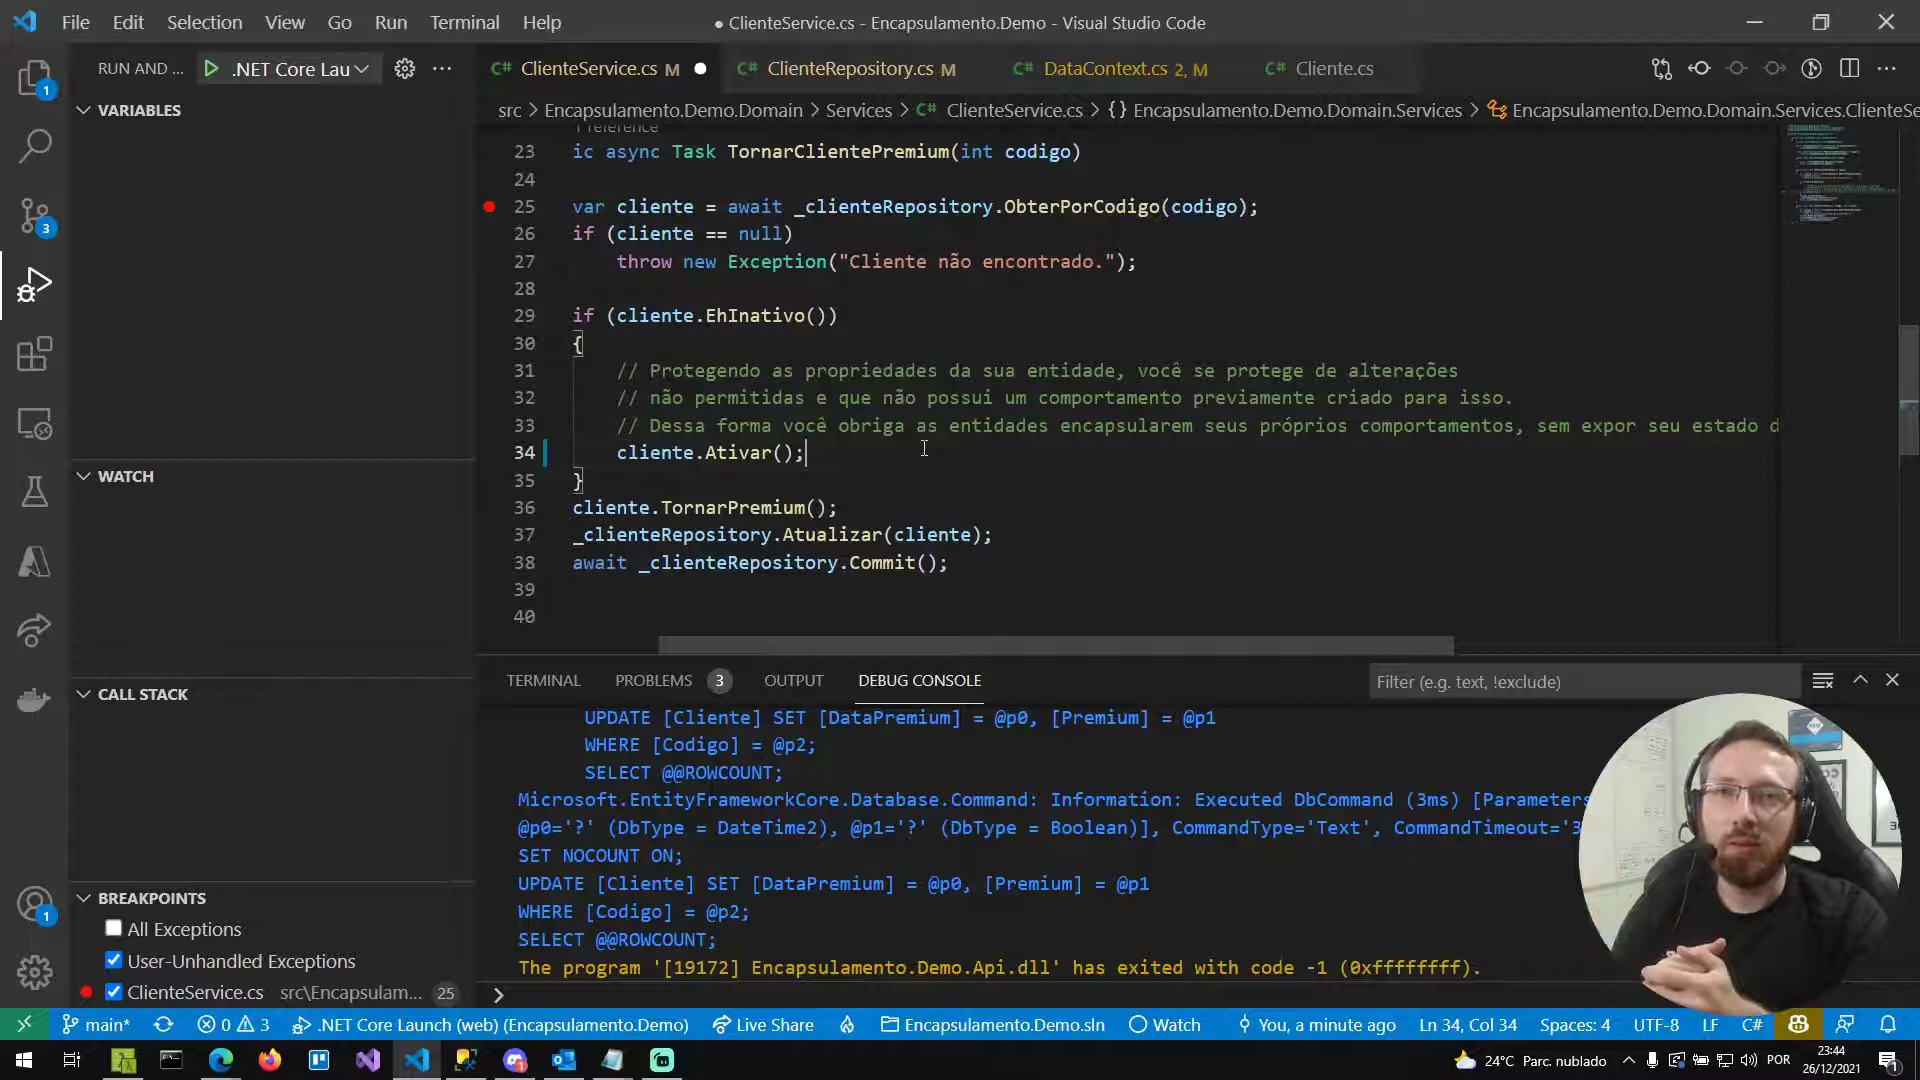 File Edit Selection View Go Run Terminal Help
● ClienteService.cs - Encapsulamento.Demo - Visual Studio Code
RUN AND ... .NET Core Lau ...
ClienteService.cs M ClienteRepository.cs M DataContext.cs 2, M Cliente.cs
src > Encapsulamento.Demo.Domain > Services > ClienteService.cs > {} Encapsulamento.Demo.Domain.Services > Encapsulamento.Demo.Domain.Services.ClienteSe
VARIABLES
1 reference
23 ic async Task TornarClientePremium(int codigo)
24
25 var cliente = await _clienteRepository.ObterPorCodigo(codigo);
26 if (cliente == null)
27 throw new Exception("Cliente não encontrado.");
28
29 if (cliente.EhInativo())
30 {
31 // Protegendo as propriedades da sua entidade, você se protege de alterações
32 // não permitidas e que não possui um comportamento previamente criado para isso.
33 // Dessa forma você obriga as entidades encapsularem seus próprios comportamentos, sem expor seu estado d
34 cliente.Ativar();
35 }
36 cliente.TornarPremium();
37 _clienteRepository.Atualizar(cliente);
38 await _clienteRepository.Commit();
39
40
WATCH
CALL STACK
BREAKPOINTS
All Exceptions
User-Unhandled Exceptions
ClienteService.cs src\Encapsulam... 25
TERMINAL PROBLEMS 3 OUTPUT DEBUG CONSOLE
Filter (e.g. text, !exclude)
UPDATE [Cliente] SET [DataPremium] = @p0, [Premium] = @p1
WHERE [Codigo] = @p2;
SELECT @@ROWCOUNT;
Microsoft.EntityFrameworkCore.Database.Command: Information: Executed DbCommand (3ms) [Parameters
@p0='?' (DbType = DateTime2), @p1='?' (DbType = Boolean)], CommandType='Text', CommandTimeout='3
SET NOCOUNT ON;
UPDATE [Cliente] SET [DataPremium] = @p0, [Premium] = @p1
WHERE [Codigo] = @p2;
SELECT @@ROWCOUNT;
The program '[19172] Encapsulamento.Demo.Api.dll' has exited with code -1 (0xffffffff).
>
1
3
1
main* 0 3 .NET Core Launch (web) (Encapsulamento.Demo) Live Share Encapsulamento.Demo.sln Watch You, a minute ago Ln 34, Col 34 Spaces: 4 UTF-8 LF C#
24°C Parc. nublado POR 23:44
26/12/2021
1